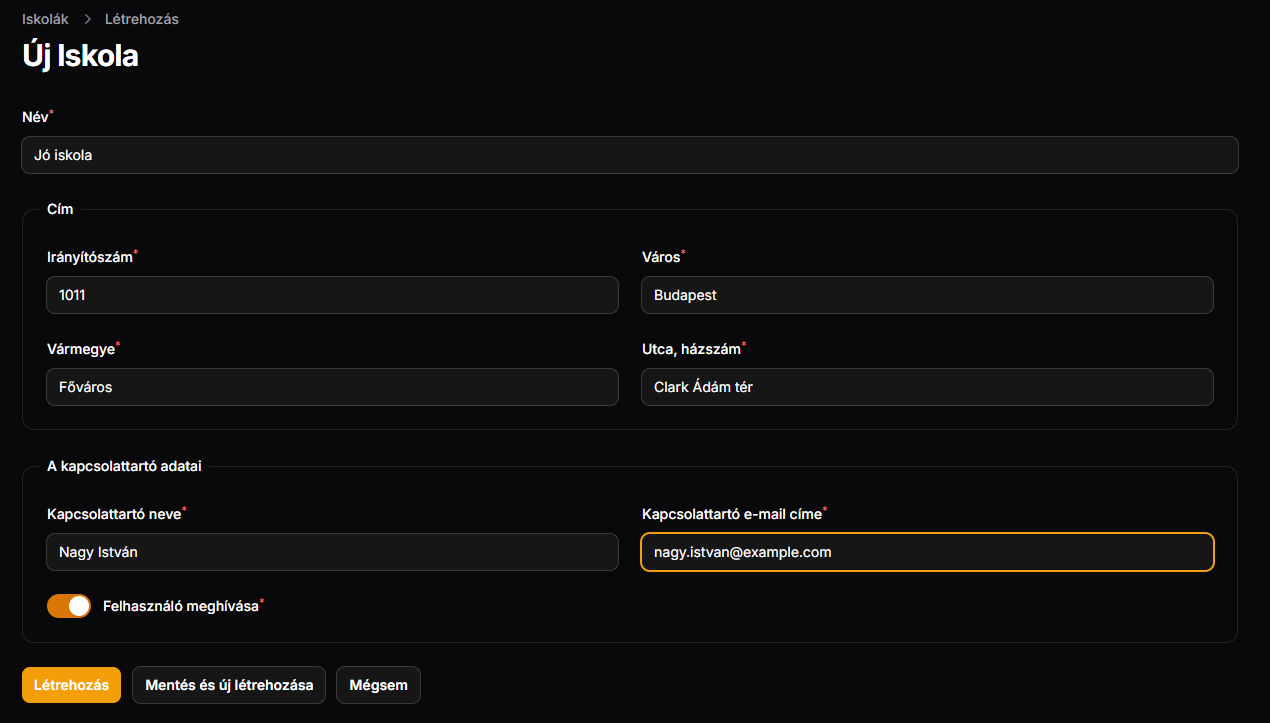 Iskolák > Létrehozás
Új Iskola
Név*
Jó iskola
Cím
Irányítószám* Város*
1011 Budapest
Vármegye* Utca, házszám*
Főváros Clark Ádám tér
A kapcsolattartó adatai
Kapcsolattartó neve* Kapcsolattartó e-mail címe*
Nagy István nagy.istvan@example.com
Felhasználó meghívása*
Létrehozás Mentés és új létrehozása Mégsem